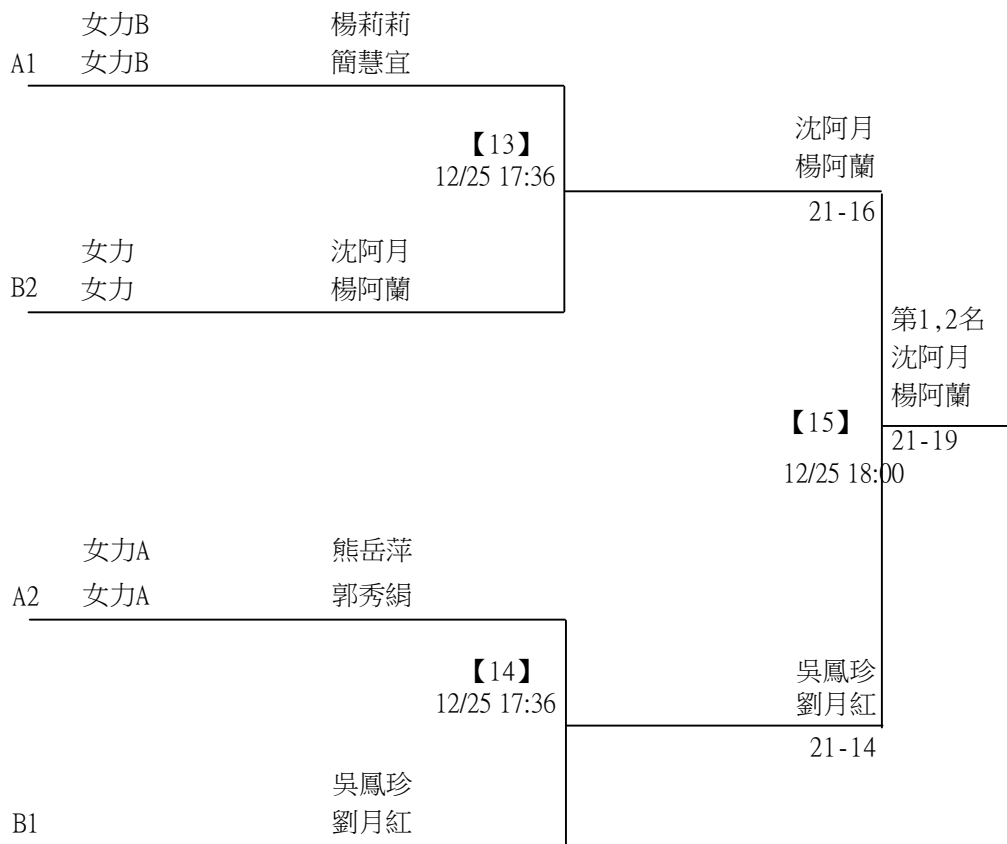 女力B 楊莉莉
A1 女力B 簡慧宜
【13】
12/25 17:36
沈阿月
楊阿蘭
21-16
女力 沈阿月
B2 女力 楊阿蘭
第1,2名
沈阿月
楊阿蘭
【15】
21-19
12/25 18:00
女力A 熊岳萍
A2 女力A 郭秀絹
【14】
12/25 17:36
吳鳳珍
劉月紅
21-14
吳鳳珍
B1 劉月紅